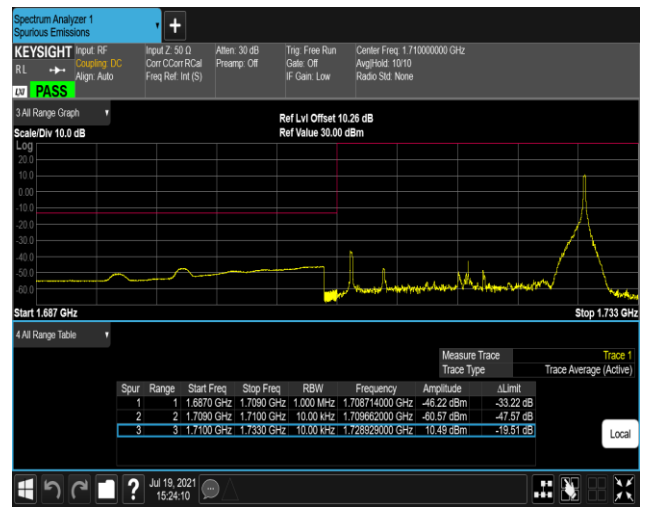 Spectrum Analyzer 1
Spurious Emissions
+
KEYSIGHT Input: RF Input Z: 50 Ω Atten: 30 dB Trig: Free Run Center Freq: 1.710000000 GHz
RL Coupling: DC Corr CCorr RCal Preamp: Off Gate: Off Avg|Hold: 10/10
Align: Auto Freq Ref: Int (S) IF Gain: Low Radio Std: None
LXI PASS
3 All Range Graph
Ref Lvl Offset 10.26 dB
Scale/Div 10.0 dB Ref Value 30.00 dBm
Log
20.0
10.0
0.00
-10.0
-20.0
-30.0
-40.0
-50.0
-60.0
Start 1.687 GHz Stop 1.733 GHz
4 All Range Table
Measure Trace Trace 1
Trace Type Trace Average (Active)
Spur Range Start Freq Stop Freq RBW Frequency Amplitude ΔLimit
1 1 1.6870 GHz 1.7090 GHz 1.000 MHz 1.708714000 GHz -46.22 dBm -33.22 dB
2 2 1.7090 GHz 1.7100 GHz 10.00 kHz 1.709662000 GHz -60.57 dBm -47.57 dB
3 3 1.7100 GHz 1.7330 GHz 10.00 kHz 1.728929000 GHz 10.49 dBm -19.51 dB
Local
? Jul 19, 2021
15:24:10